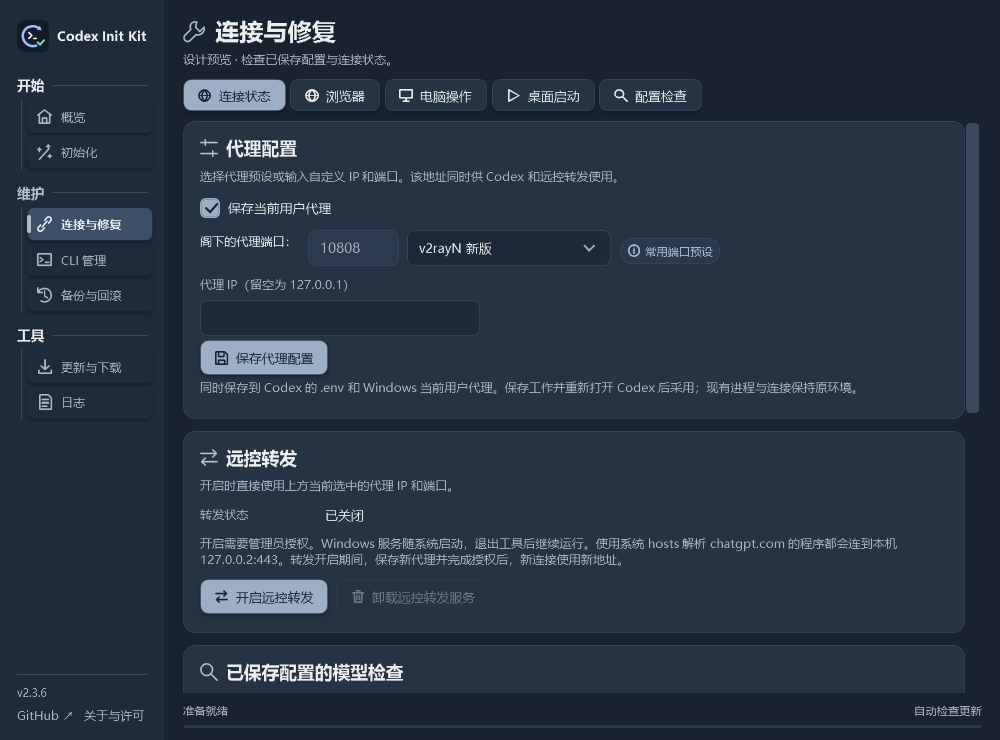 Codex Init Kit
开始
概览
初始化
维护
连接与修复
CLI 管理
备份与回滚
工具
更新与下载
日志
v2.3.6
GitHub ↗ 关于与许可
连接与修复
设计预览 · 检查已保存配置与连接状态。
连接状态 浏览器 电脑操作 桌面启动 配置检查
代理配置
选择代理预设或输入自定义 IP 和端口。该地址同时供 Codex 和远控转发使用。
保存当前用户代理
阁下的代理端口： 10808 v2rayN 新版 常用端口预设
代理 IP（留空为 127.0.0.1）
保存代理配置
同时保存到 Codex 的 .env 和 Windows 当前用户代理。保存工作并重新打开 Codex 后采用；现有进程与连接保持原环境。
远控转发
开启时直接使用上方当前选中的代理 IP 和端口。
转发状态 已关闭
开启需要管理员授权。Windows 服务随系统启动，退出工具后继续运行。使用系统 hosts 解析 chatgpt.com 的程序都会连到本机
127.0.0.2:443。转发开启期间，保存新代理并完成授权后，新连接使用新地址。
开启远控转发 卸载远控转发服务
已保存配置的模型检查
准备就绪 自动检查更新